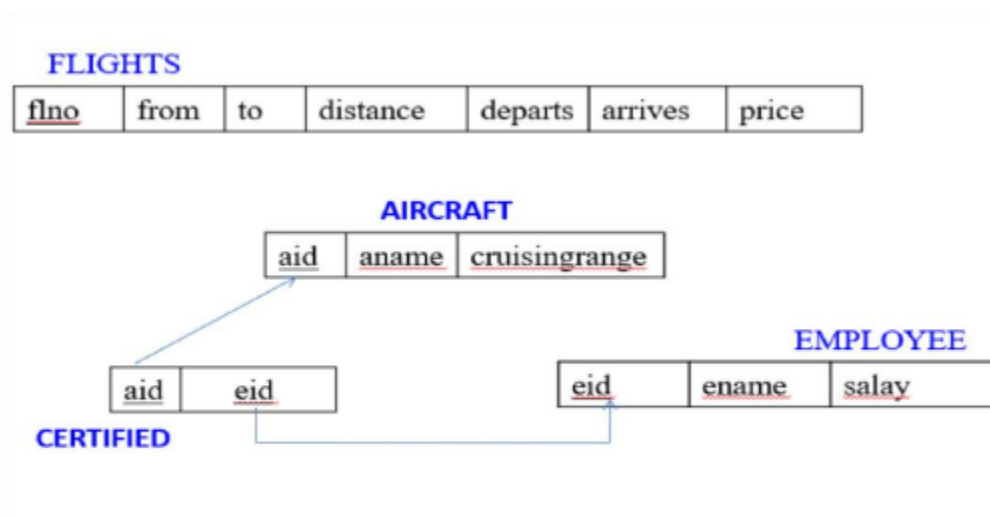 FLIGHTS
flno from to distance departs arrives price
AIRCRAFT
aid aname cruisingrange
EMPLOYEE
aid eid
eid ename salay
CERTIFIED